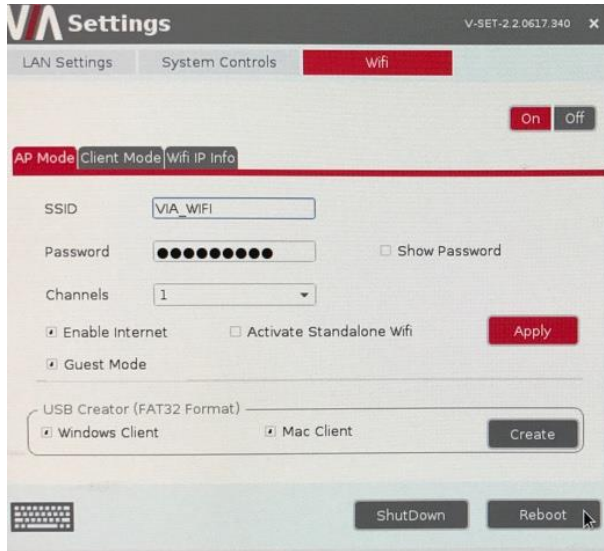 VIA Settings V-SET-2.2.0617.340 ×
LAN Settings System Controls Wifi
On Off
AP Mode Client Mode Wifi IP Info
SSID VIA_WIFI
Password ●●●●●●●●● Show Password
Channels 1
Enable Internet Activate Standalone Wifi Apply
Guest Mode
USB Creator (FAT32 Format)
Windows Client Mac Client Create
ShutDown Reboot